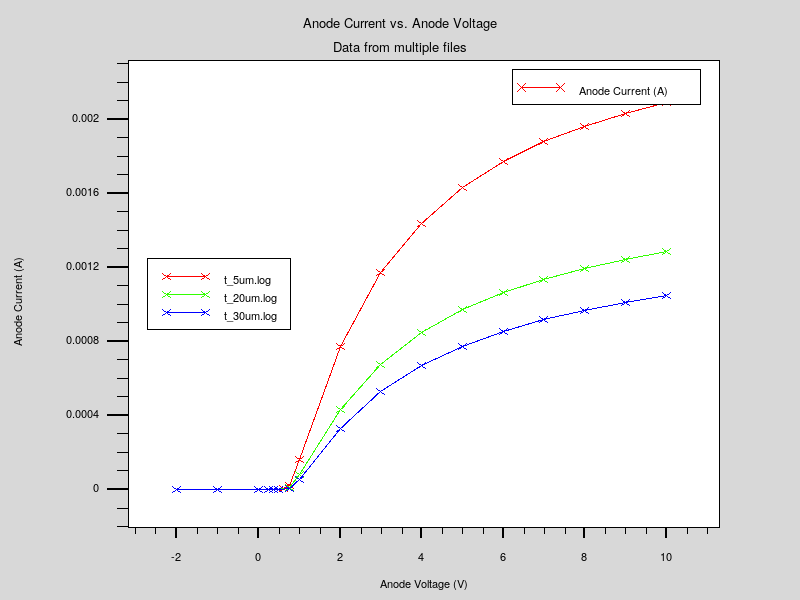 Anode Current vs. Anode Voltage
Data from multiple files
Anode Current (A)
0.002
0.0016
0.0012
0.0008
0.0004
0
t_5um.log
t_20um.log
t_30um.log
Anode Current (A)
-2 0 2 4 6 8 10
Anode Voltage (V)